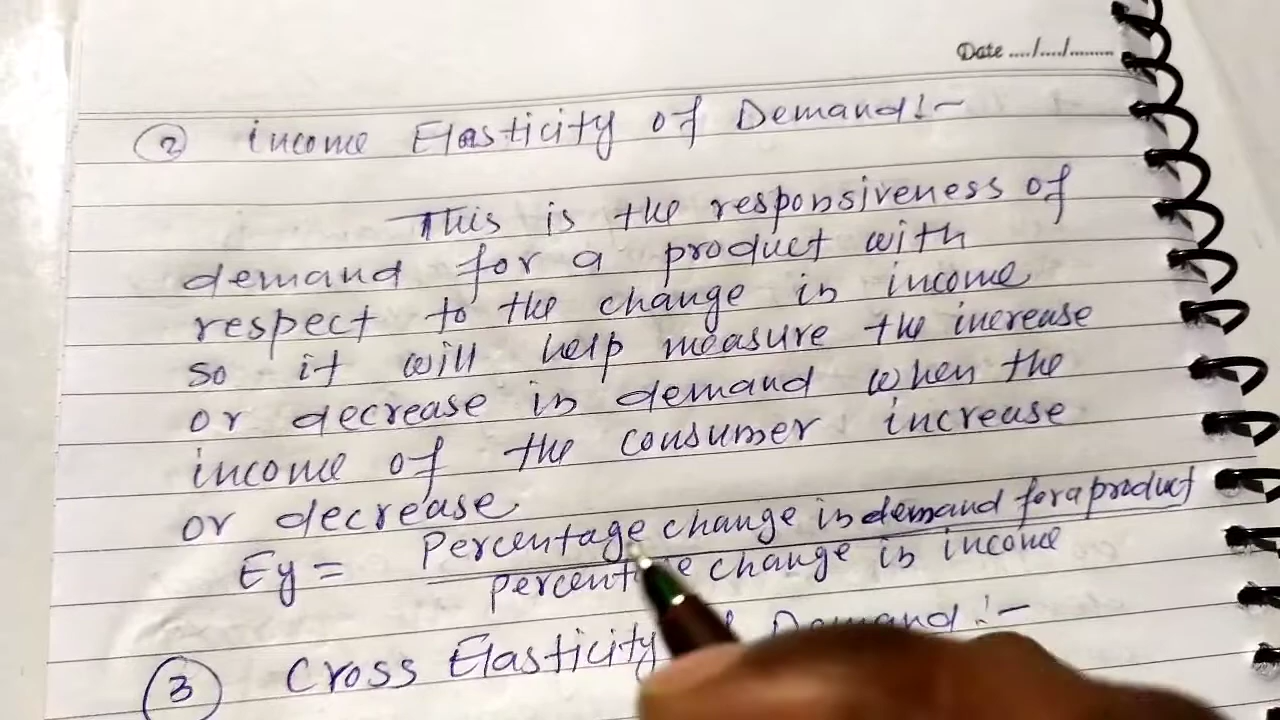 Date ..../..../.........
2 income Elasticity of Demand:-
This is the responsiveness of
demand for a product with
respect to the change in income
so it will help measure the increase
or decrease in demand when the
income of the consumer increase
or decrease.
Ey = Percentage change in demand for a product
change in income
3 Cross Elasticity Demand:-